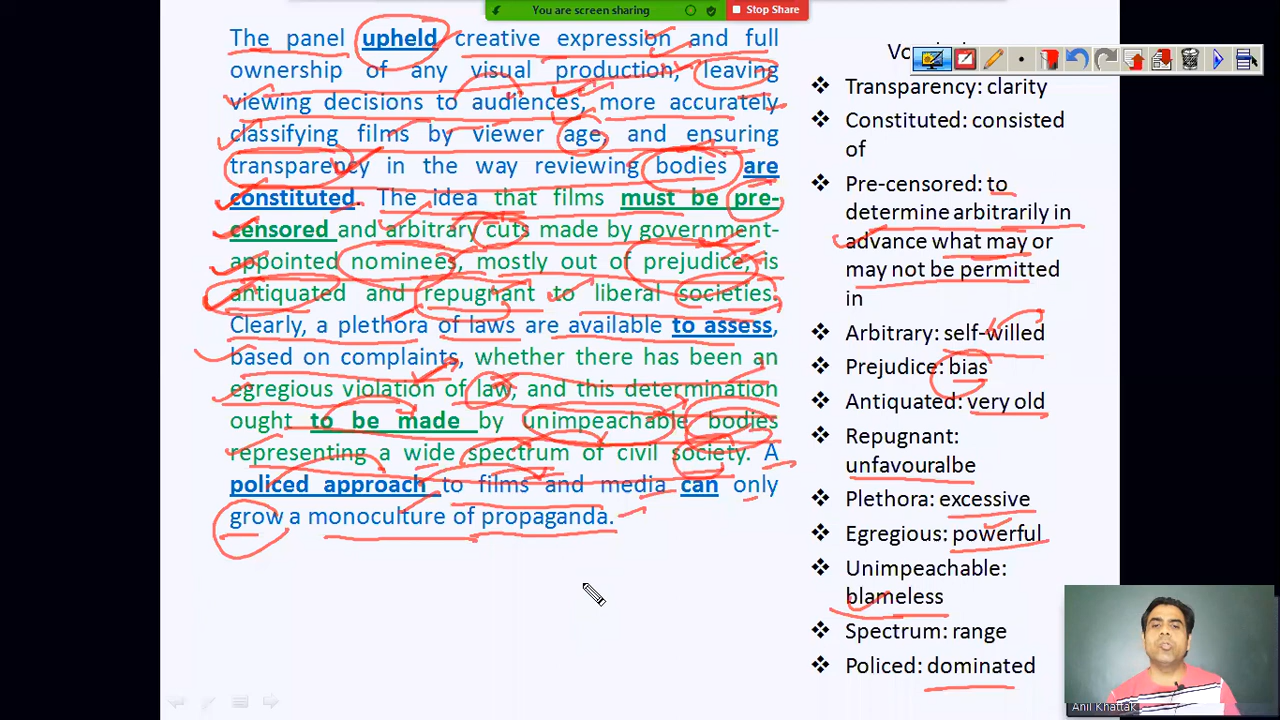 You are screen sharing
Stop Share
The panel upheld creative expression and full
ownership of any visual production, leaving
viewing decisions to audiences, more accurately
classifying films by viewer age, and ensuring
transparency in the way reviewing bodies are
constituted. The idea that films must be pre-
censored and arbitrary cuts made by government-
appointed nominees, mostly out of prejudice, is
antiquated and repugnant to liberal societies.
Clearly, a plethora of laws are available to assess,
based on complaints, whether there has been an
egregious violation of law, and this determination
ought to be made by unimpeachable bodies
representing a wide spectrum of civil society. A
policed approach to films and media can only
grow a monoculture of propaganda.
❖ Transparency: clarity
❖ Constituted: consisted
of
❖ Pre-censored: to
determine arbitrarily in
advance what may or
may not be permitted
in
❖ Arbitrary: self-willed
❖ Prejudice: bias
❖ Antiquated: very old
❖ Repugnant:
unfavouralbe
❖ Plethora: excessive
❖ Egregious: powerful
❖ Unimpeachable:
blameless
❖ Spectrum: range
❖ Policed: dominated
Anil Khattak